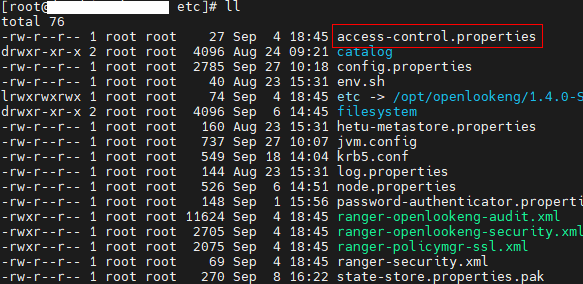 [root@ etc]# ll
total 76
-rw-r--r-- 1 root root 27 Sep 4 18:45 access-control.properties
drwxr-xr-x 2 root root 4096 Aug 24 09:21 catalog
-rw-r--r-- 1 root root 2785 Sep 27 10:18 config.properties
-rw-r--r-- 1 root root 40 Aug 23 15:31 env.sh
lrwxrwxrwx 1 root root 74 Sep 4 18:45 etc -> /opt/openlookeng/1.4.0-S
drwxr-xr-x 2 root root 4096 Sep 6 14:45 filesystem
-rw-r--r-- 1 root root 160 Aug 23 15:31 hetu-metastore.properties
-rw-r--r-- 1 root root 737 Sep 27 10:07 jvm.config
-rw-r--r-- 1 root root 549 Sep 18 14:04 krb5.conf
-rw-r--r-- 1 root root 144 Aug 23 15:31 log.properties
-rw-r--r-- 1 root root 526 Sep 6 14:51 node.properties
-rw-r--r-- 1 root root 148 Sep 1 15:56 password-authenticator.propertie
-rwxr--r-- 1 root root 11624 Sep 4 18:45 ranger-openlookeng-audit.xml
-rwxr--r-- 1 root root 2705 Sep 4 18:45 ranger-openlookeng-security.xml
-rwxr--r-- 1 root root 2075 Sep 4 18:45 ranger-policymgr-ssl.xml
-rw-r--r-- 1 root root 69 Sep 4 18:45 ranger-security.xml
-rw-r--r-- 1 root root 270 Sep 8 16:22 state-store.properties.pak